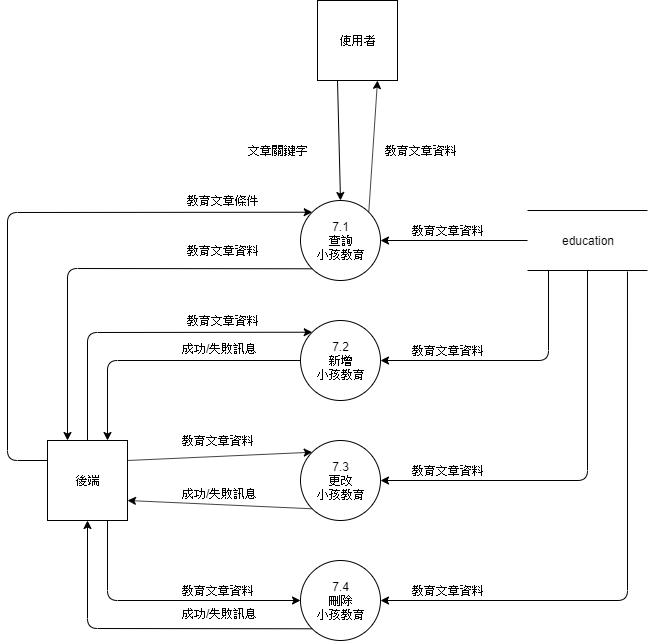 使用者
文章關鍵字
教育文章資料
教育文章條件
7.1
查詢
小孩教育
教育文章資料
education
教育文章資料
教育文章資料
7.2
新增
小孩教育
成功/失敗訊息
教育文章資料
教育文章資料
7.3
更改
小孩教育
教育文章資料
後端
成功/失敗訊息
7.4
刪除
小孩教育
教育文章資料
教育文章資料
成功/失敗訊息